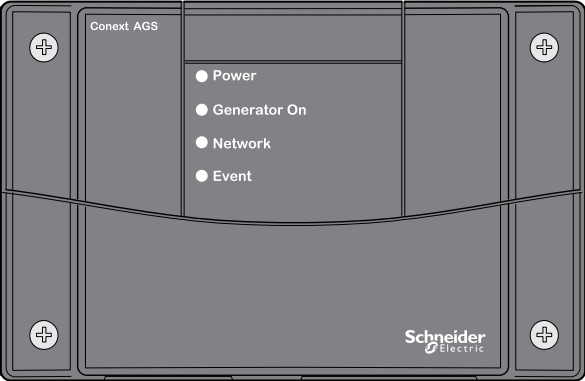 Conext AGS
Power
Generator On
Network
Event
Schneider
Electric